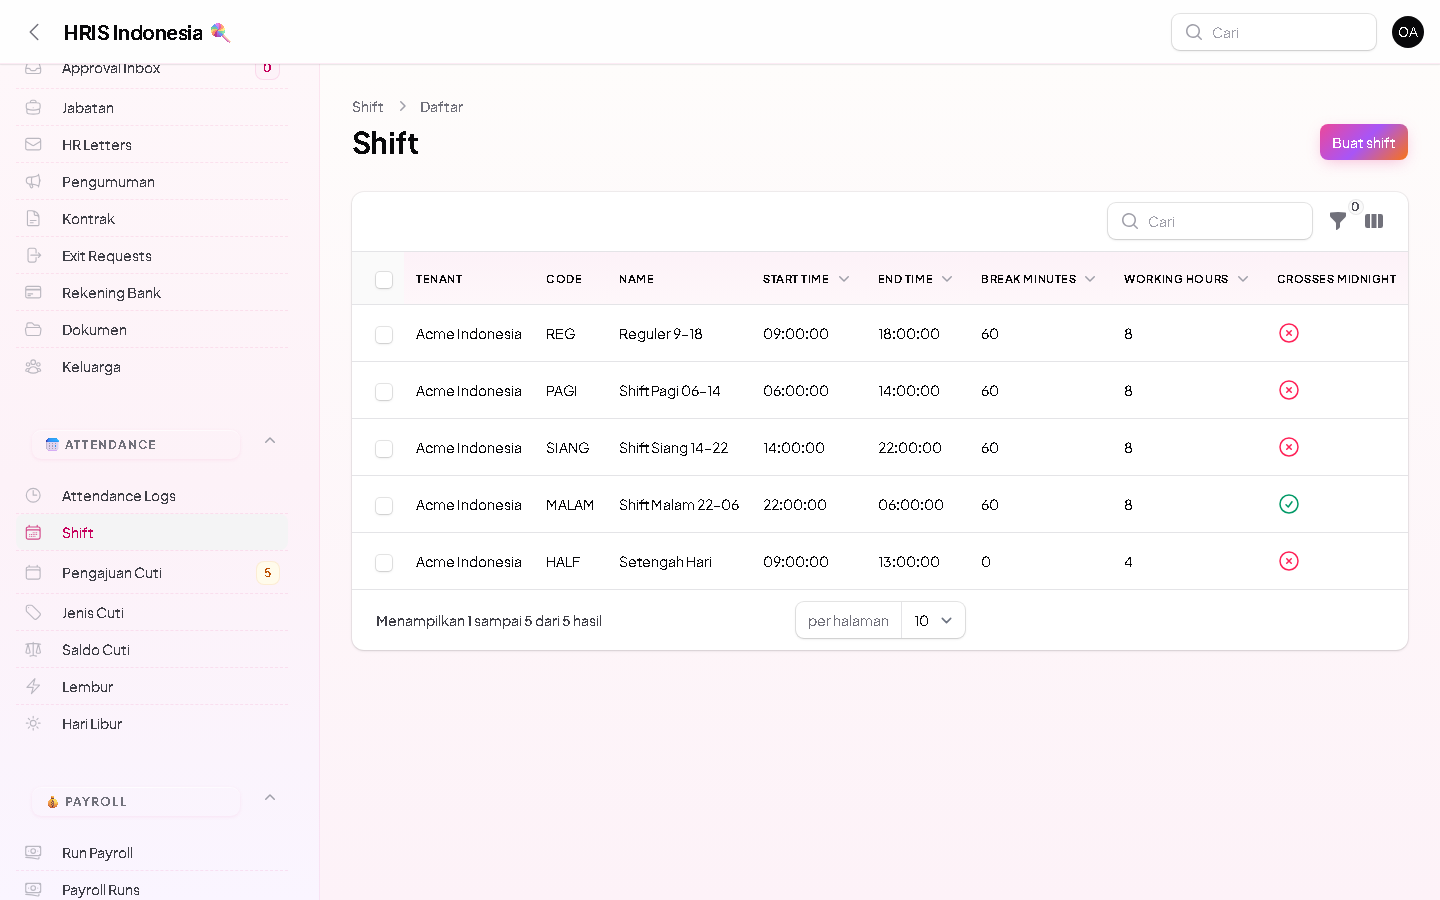 HRIS Indonesia 🍭
Cari
OA
Approval Inbox 0
Jabatan
HR Letters
Pengumuman
Kontrak
Exit Requests
Rekening Bank
Dokumen
Keluarga
ATTENDANCE
Attendance Logs
Shift
Pengajuan Cuti 5
Jenis Cuti
Saldo Cuti
Lembur
Hari Libur
PAYROLL
Run Payroll
Payroll Runs
Shift > Daftar
Shift
Buat shift
Cari
0
TENANT CODE NAME START TIME END TIME BREAK MINUTES WORKING HOURS CROSSES MIDNIGHT
Acme Indonesia REG Reguler 9–18 09:00:00 18:00:00 60 8
Acme Indonesia PAGI Shift Pagi 06–14 06:00:00 14:00:00 60 8
Acme Indonesia SIANG Shift Siang 14–22 14:00:00 22:00:00 60 8
Acme Indonesia MALAM Shift Malam 22–06 22:00:00 06:00:00 60 8
Acme Indonesia HALF Setengah Hari 09:00:00 13:00:00 0 4
Menampilkan 1 sampai 5 dari 5 hasil
per halaman 10